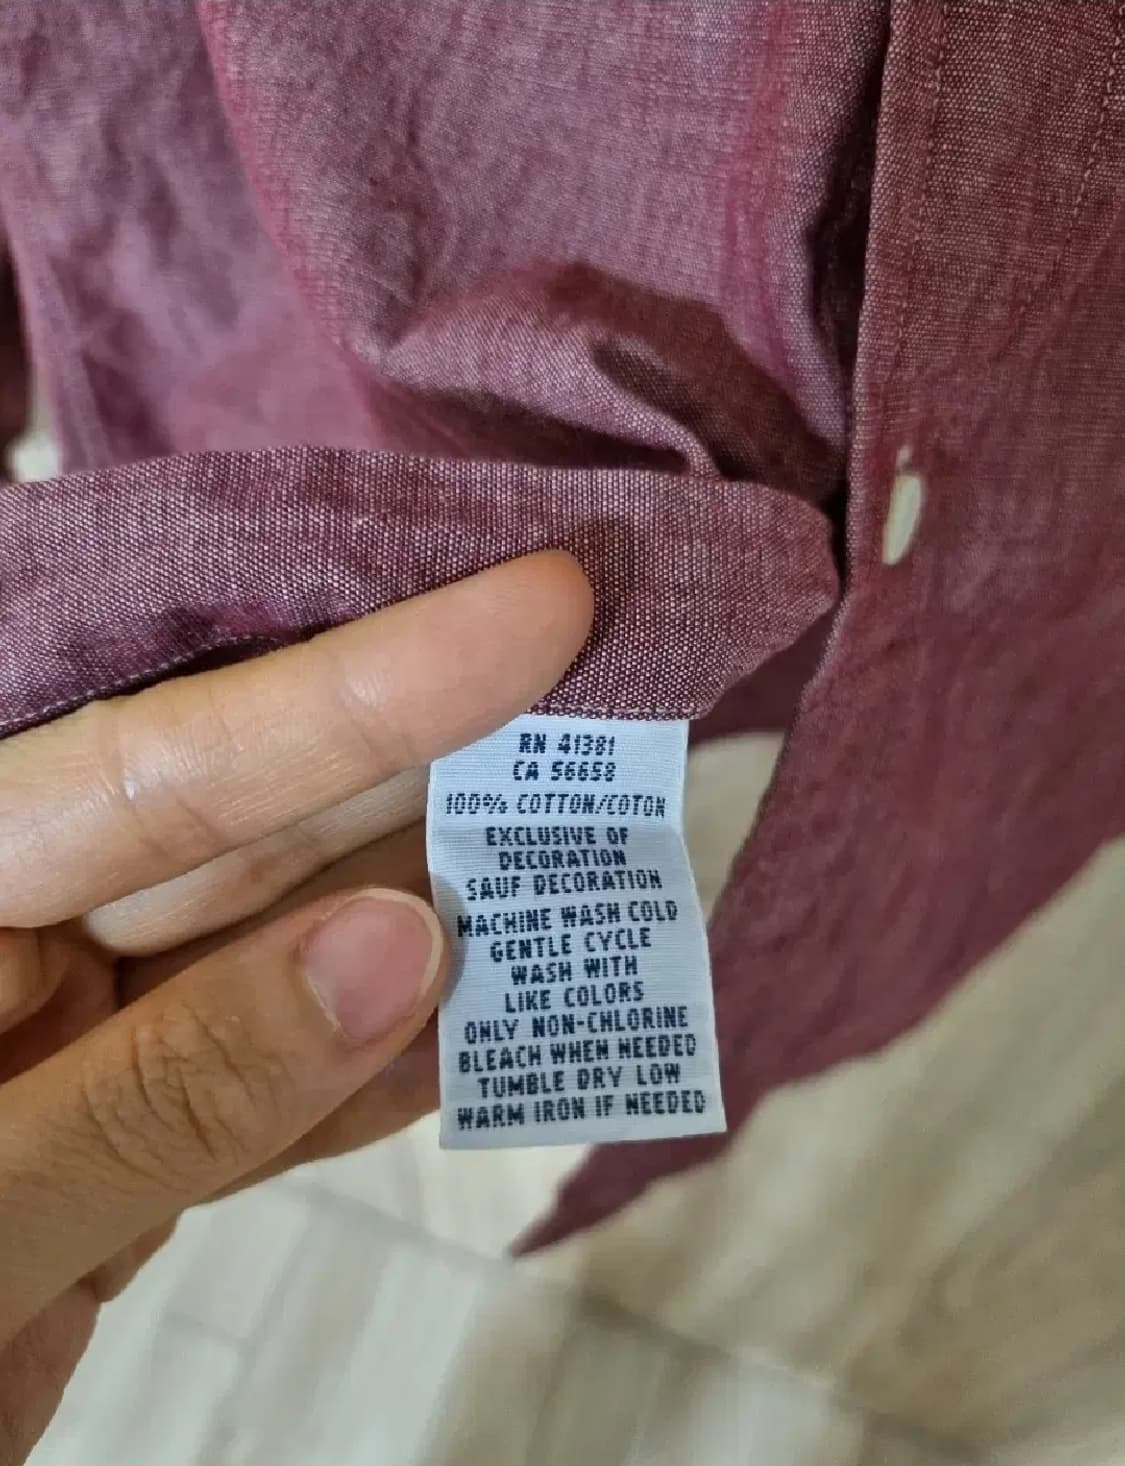 RN 41381
CA 56658
100% COTTON/COTON
EXCLUSIVE OF
DECORATION
SAUF DECORATION
MACHINE WASH COLD
GENTLE CYCLE
WASH WITH
LIKE COLORS
ONLY NON-CHLORINE
BLEACH WHEN NEEDED
TUMBLE DRY LOW
WARM IRON IF NEEDED